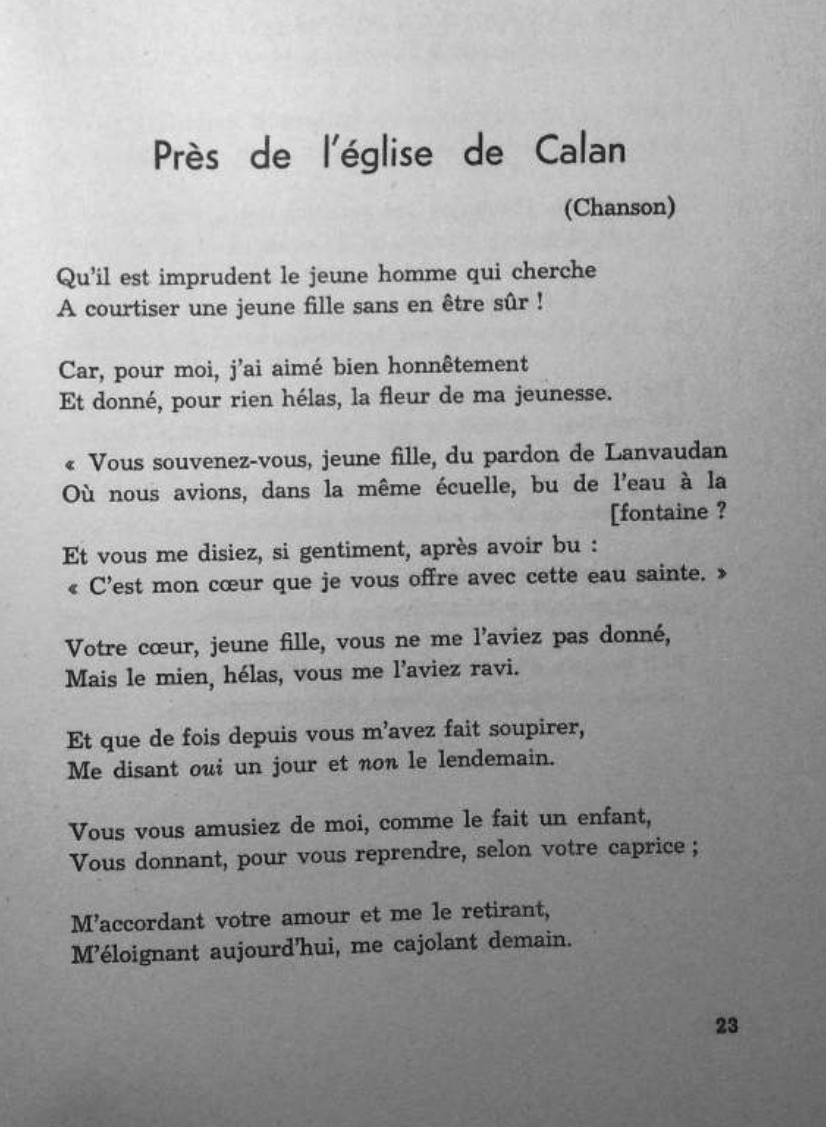 Près de l'église de Calan
(Chanson)
Qu'il est imprudent le jeune homme qui cherche
A courtiser une jeune fille sans en être sûr !
Car, pour moi, j'ai aimé bien honnêtement
Et donné, pour rien hélas, la fleur de ma jeunesse.
« Vous souvenez-vous, jeune fille, du pardon de Lanvaudan
Où nous avions, dans la même écuelle, bu de l'eau à la
[fontaine ?
Et vous me disiez, si gentiment, après avoir bu :
« C'est mon cœur que je vous offre avec cette eau sainte. »
Votre cœur, jeune fille, vous ne me l'aviez pas donné,
Mais le mien, hélas, vous me l'aviez ravi.
Et que de fois depuis vous m'avez fait soupirer,
Me disant oui un jour et non le lendemain.
Vous vous amusiez de moi, comme le fait un enfant,
Vous donnant, pour vous reprendre, selon votre caprice ;
M'accordant votre amour et me le retirant,
M'éloignant aujourd'hui, me cajolant demain.
23